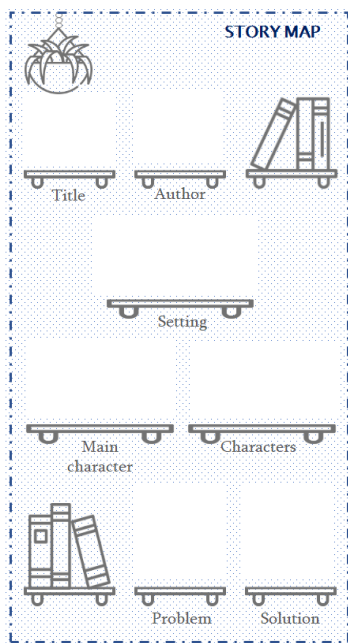 STORY MAP
Title
Author
Setting
Main
character
Characters
Problem
Solution